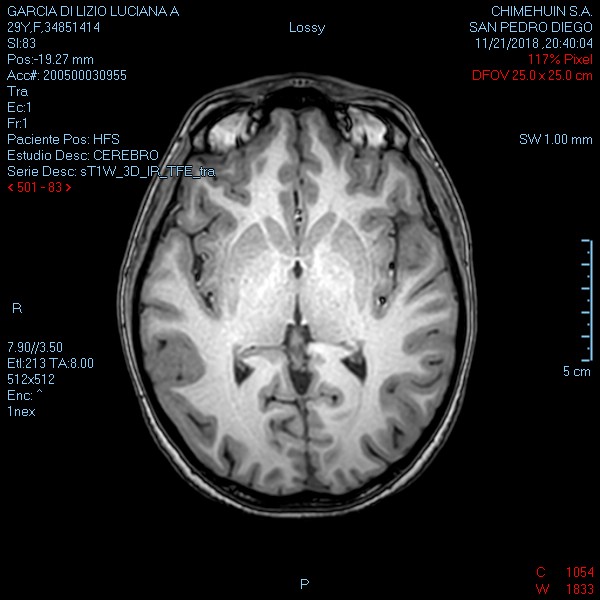 GARCIA DI LIZIO LUCIANA A
29Y,F,34851414
Sl:83
Pos:-19.27 mm
Acc#: 200500030955
Tra
Ec:1
Fr:1
Paciente Pos: HFS
Estudio Desc: CEREBRO
Serie Desc: sT1W_3D_IR_TFE_tra
< 501 - 83 >
Lossy
CHIMEHUIN S.A.
SAN PEDRO DIEGO
11/21/2018 ,20:40:04
117% Pixel
DFOV 25.0 x 25.0 cm
SW 1.00 mm
R
7.90//3.50
Etl:213 TA:8.00
512x512
Enc: ^
1nex
5 cm
P
C 1054
W 1833